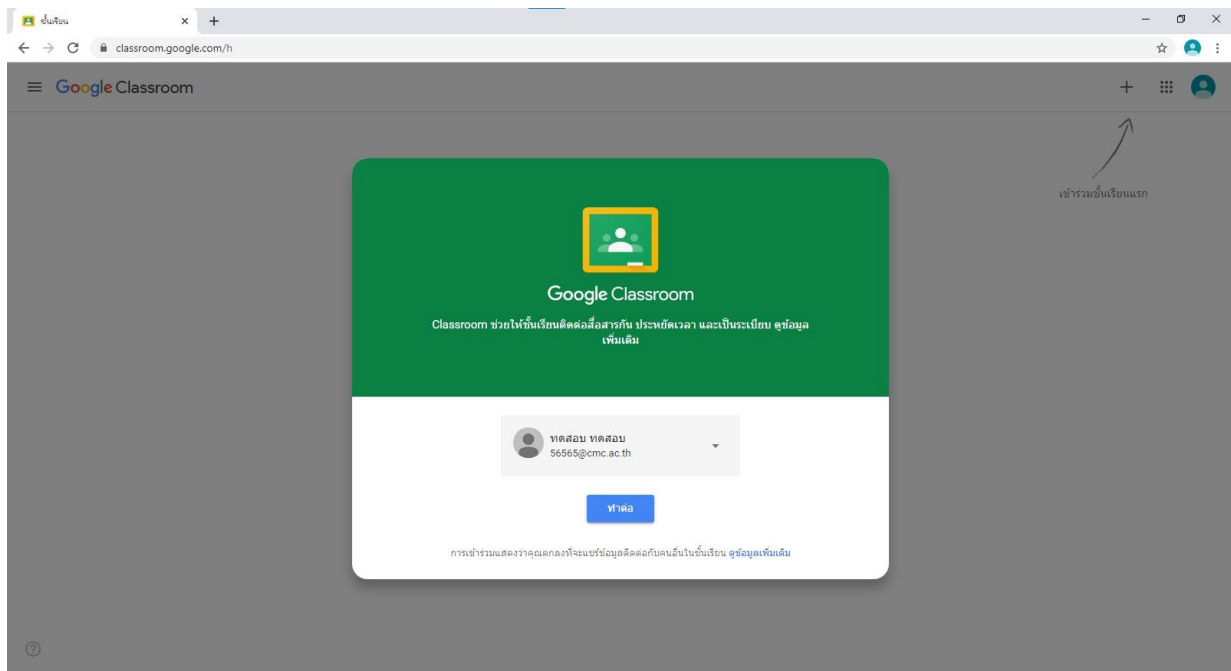 ชั้นเรียน
classroom.google.com/h
Google Classroom
เข้าร่วมชั้นเรียนแรก
Google Classroom
Classroom ช่วยให้ชั้นเรียนติดต่อสื่อสารกัน ประหยัดเวลา และเป็นระเบียบ ดูข้อมูล
เพิ่มเติม
ทดสอบ ทดสอบ
56565@cmc.ac.th
ทำต่อ
การเข้าร่วมแสดงว่าคุณตกลงที่จะแชร์ข้อมูลติดต่อกับคนอื่นในชั้นเรียน ดูข้อมูลเพิ่มเติม